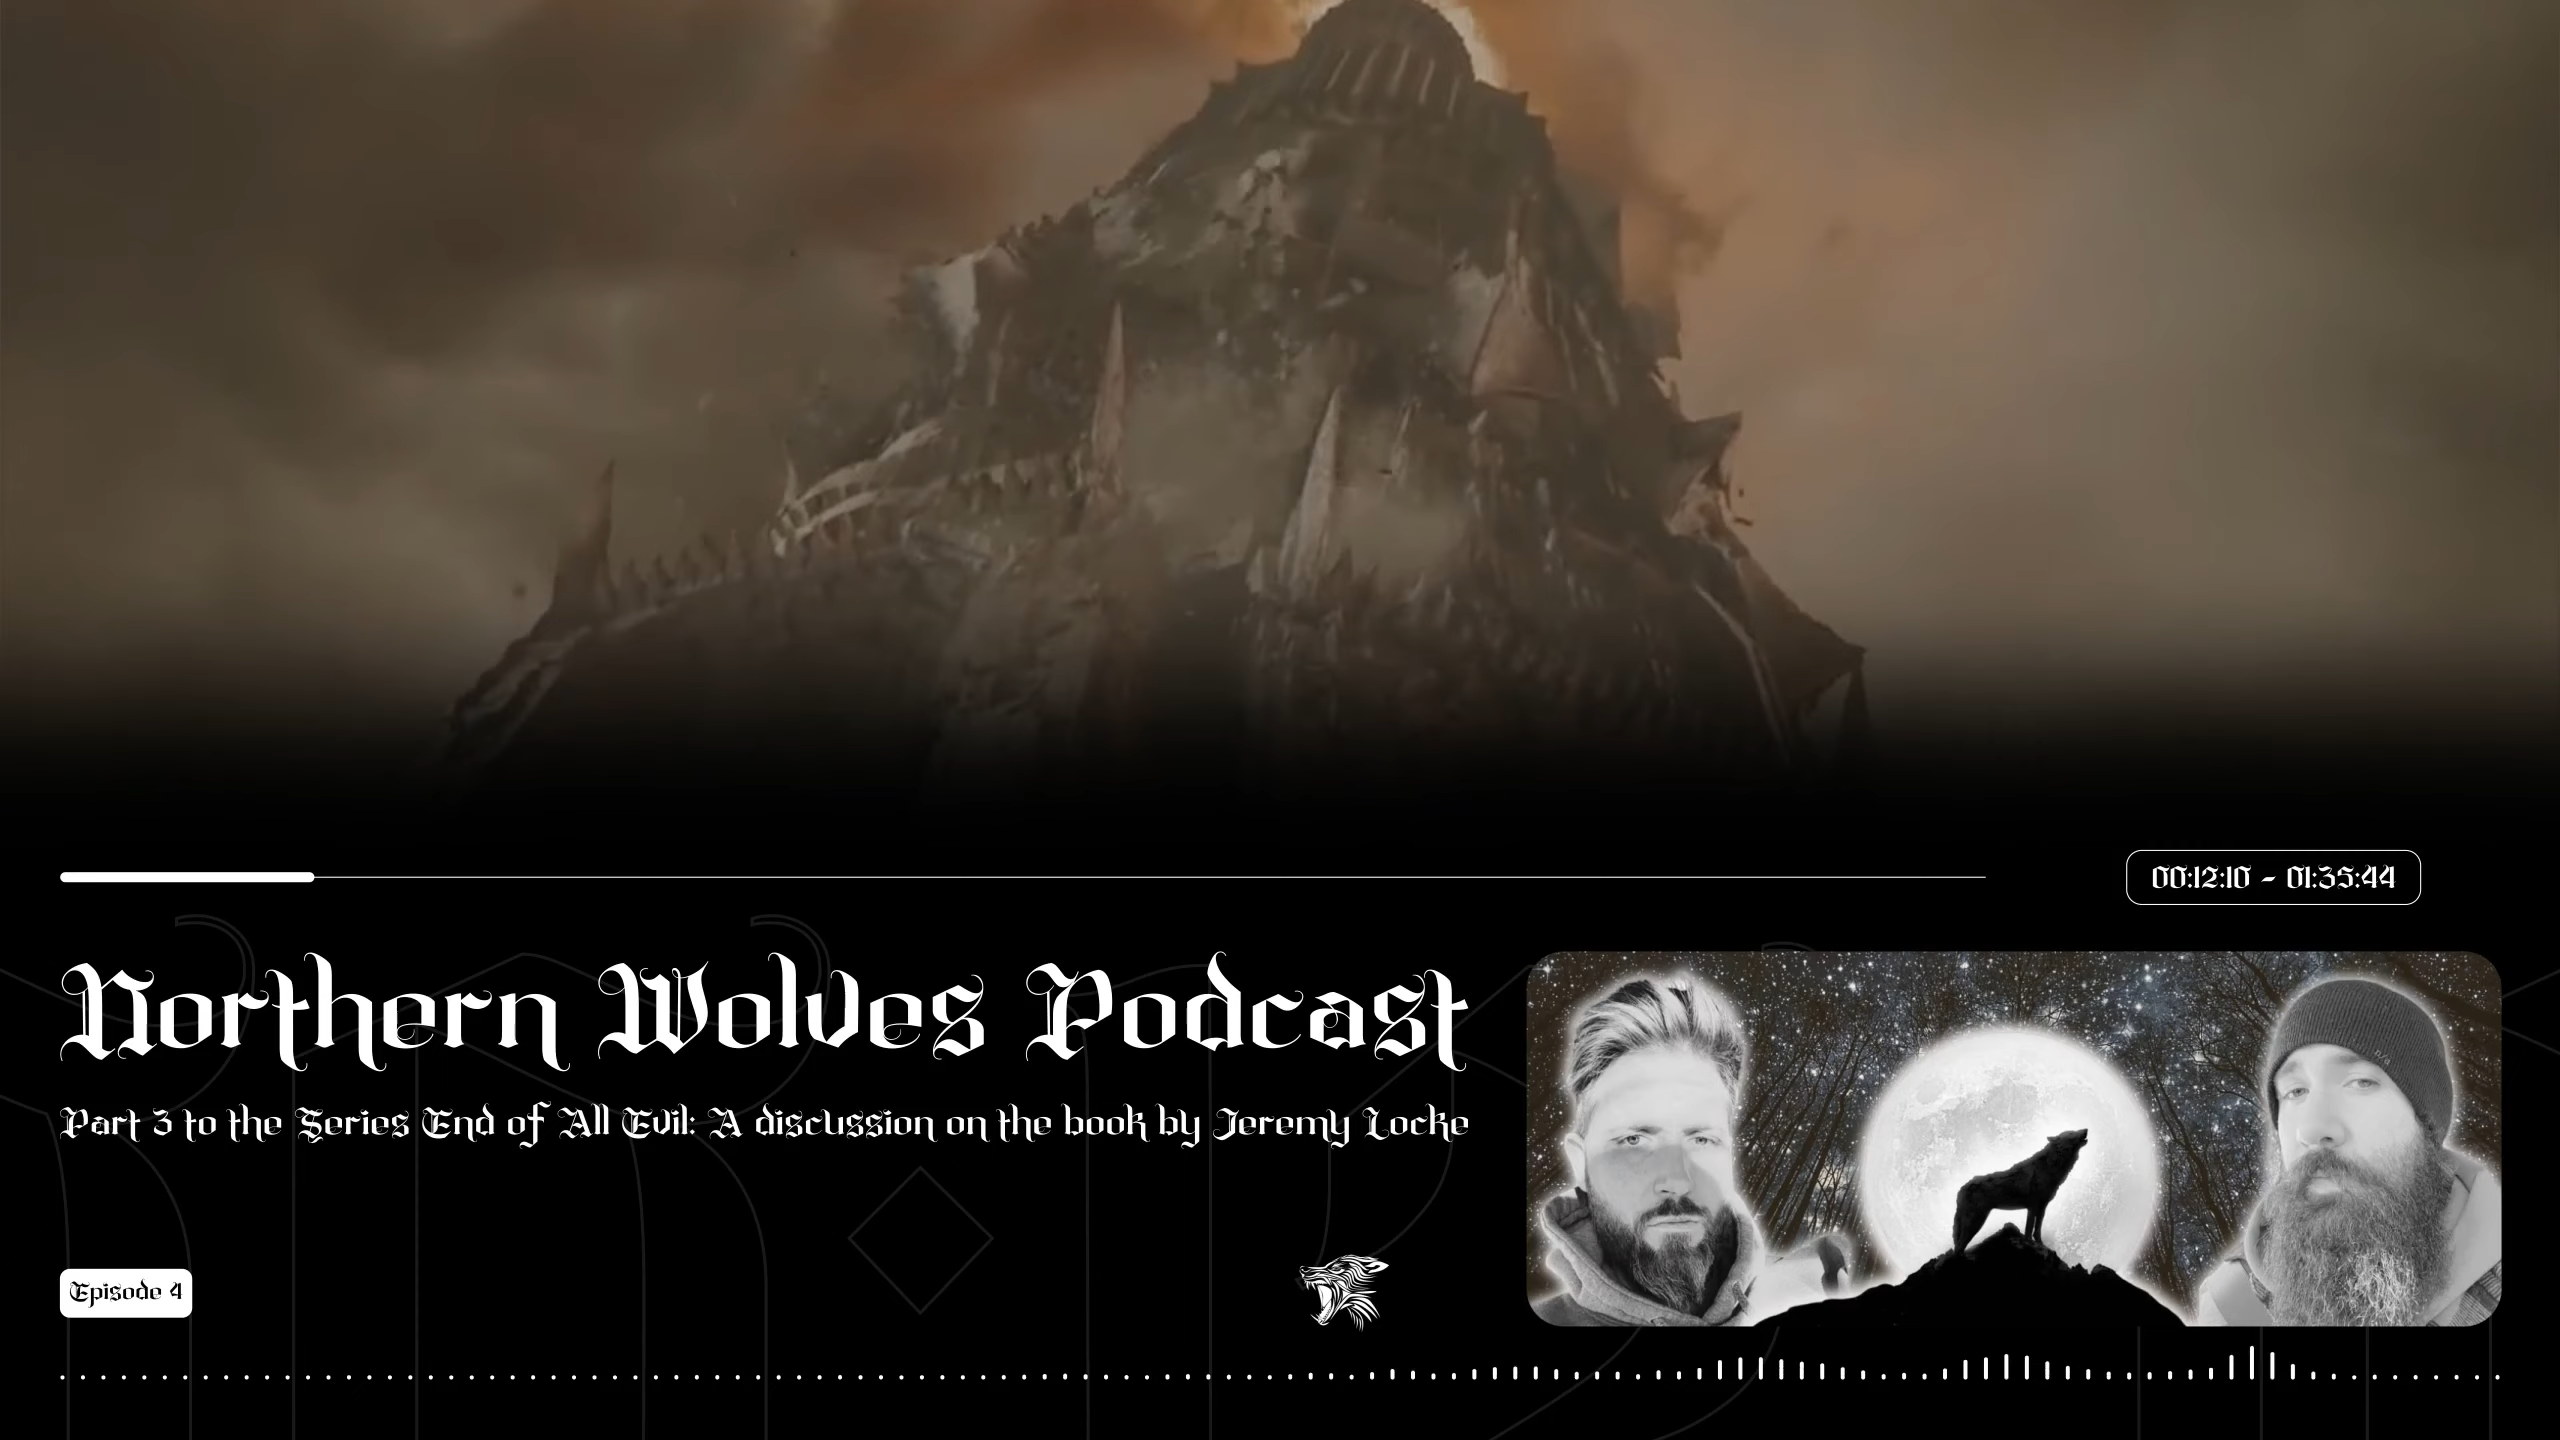 00:12:10 - 01:35:44
Northern Wolves Podcast
Part 3 to the Series End of All Evil: A discussion on the book by Jeremy Locke
Episode 4